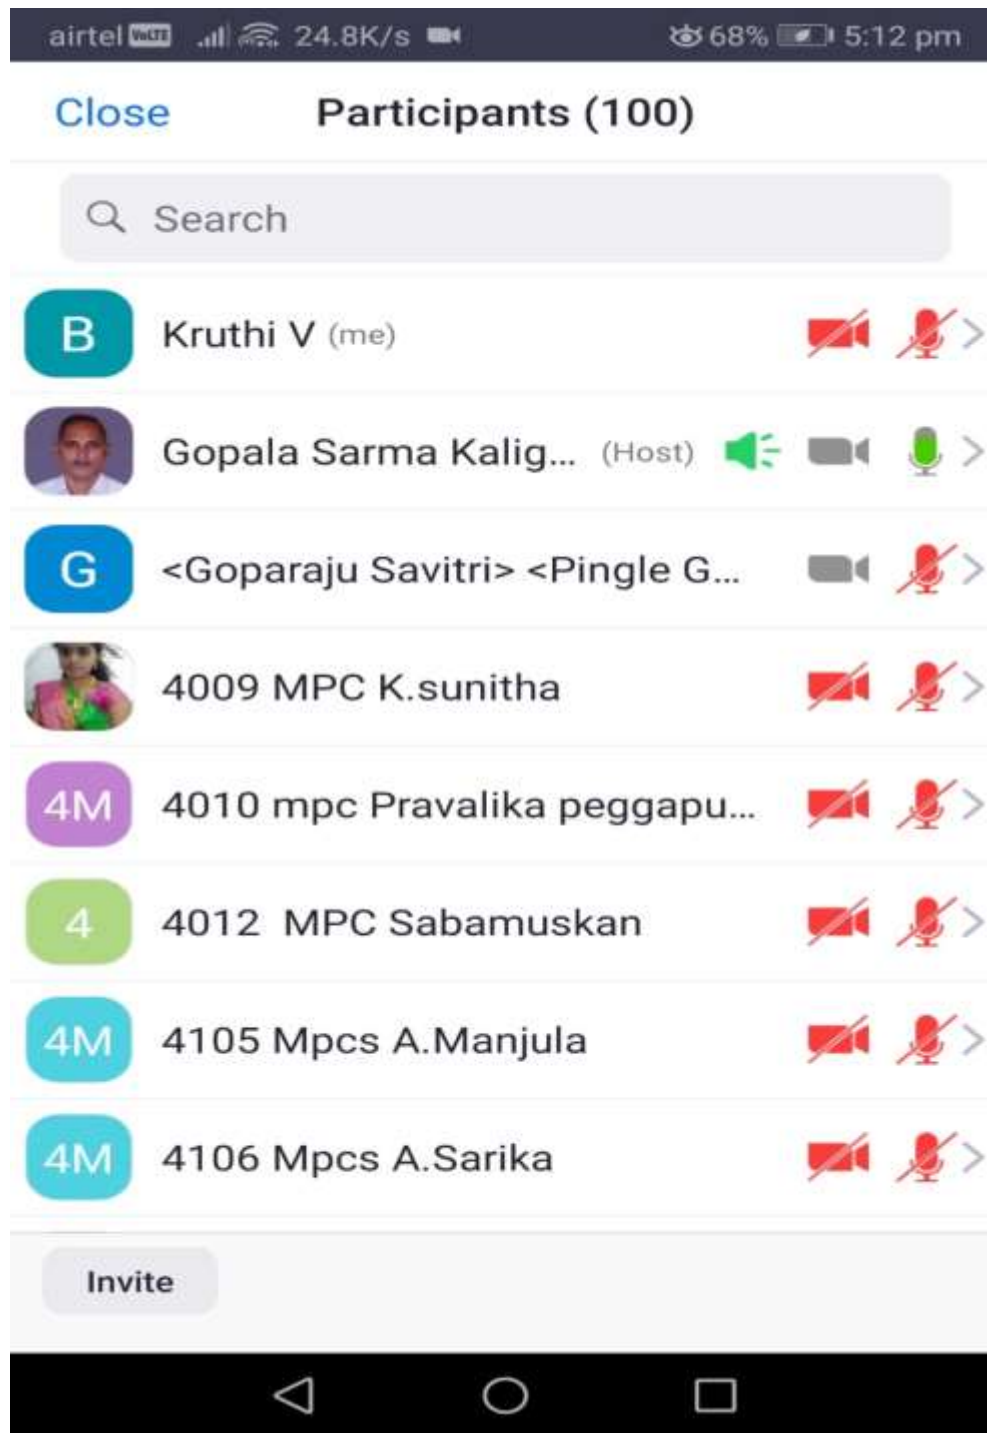 airtel VoLTE 24.8K/s 68% 5:12 pm
Close Participants (100)
Search
B Kruthi V (me)
Gopala Sarma Kalig... (Host)
G <Goparaju Savitri> <Pingle G...
4009 MPC K.sunitha
4M 4010 mpc Pravalika peggapu...
4 4012 MPC Sabamuskan
4M 4105 Mpcs A.Manjula
4M 4106 Mpcs A.Sarika
Invite